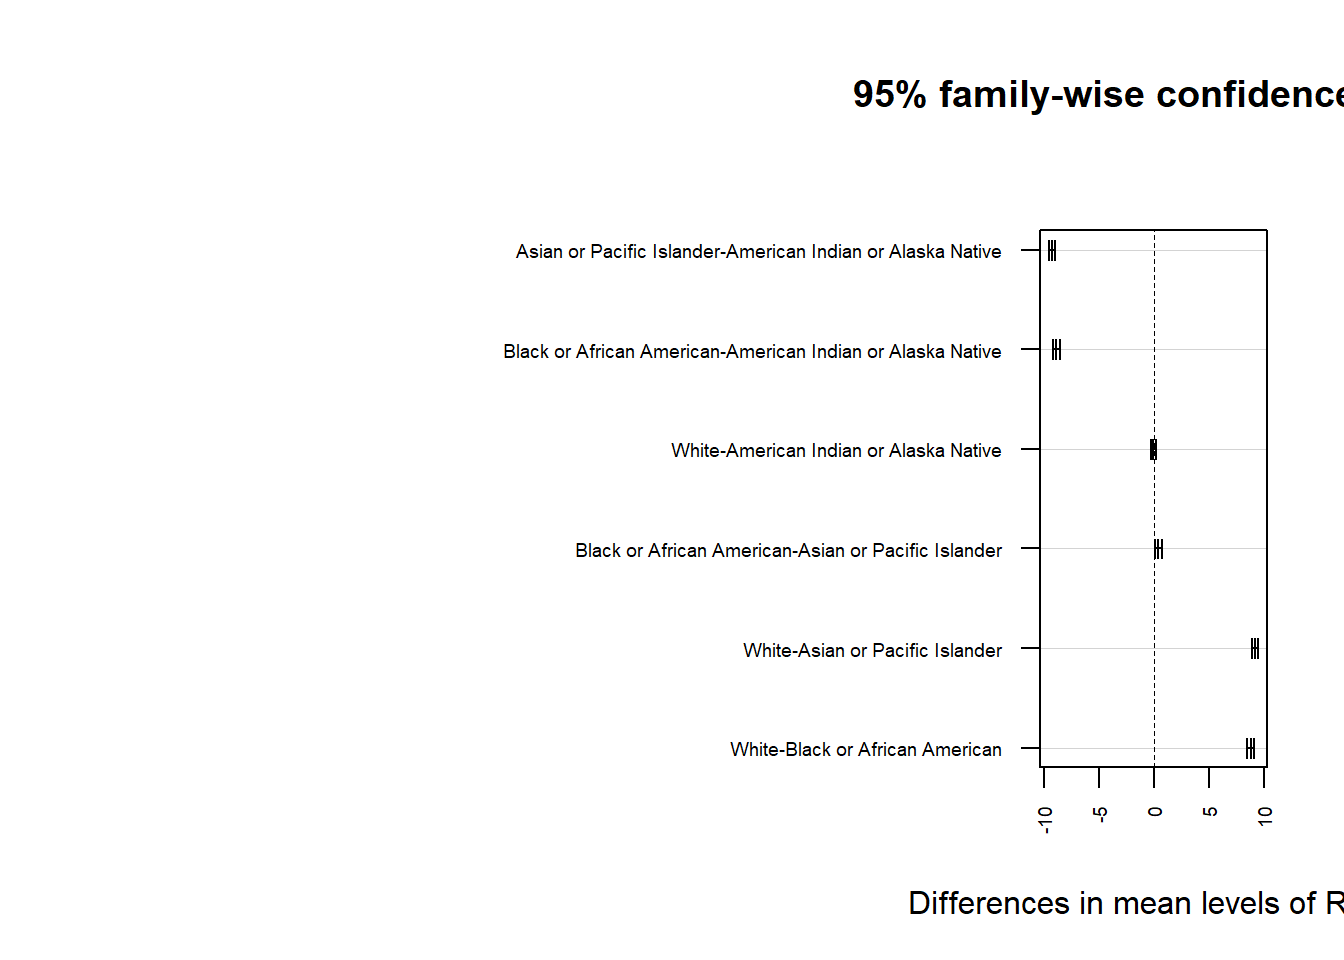 95% family-wise confidence
Asian or Pacific Islander-American Indian or Alaska Native
Black or African American-American Indian or Alaska Native
White-American Indian or Alaska Native
Black or African American-Asian or Pacific Islander
White-Asian or Pacific Islander
White-Black or African American
-10 -5 0 5 10
Differences in mean levels of R